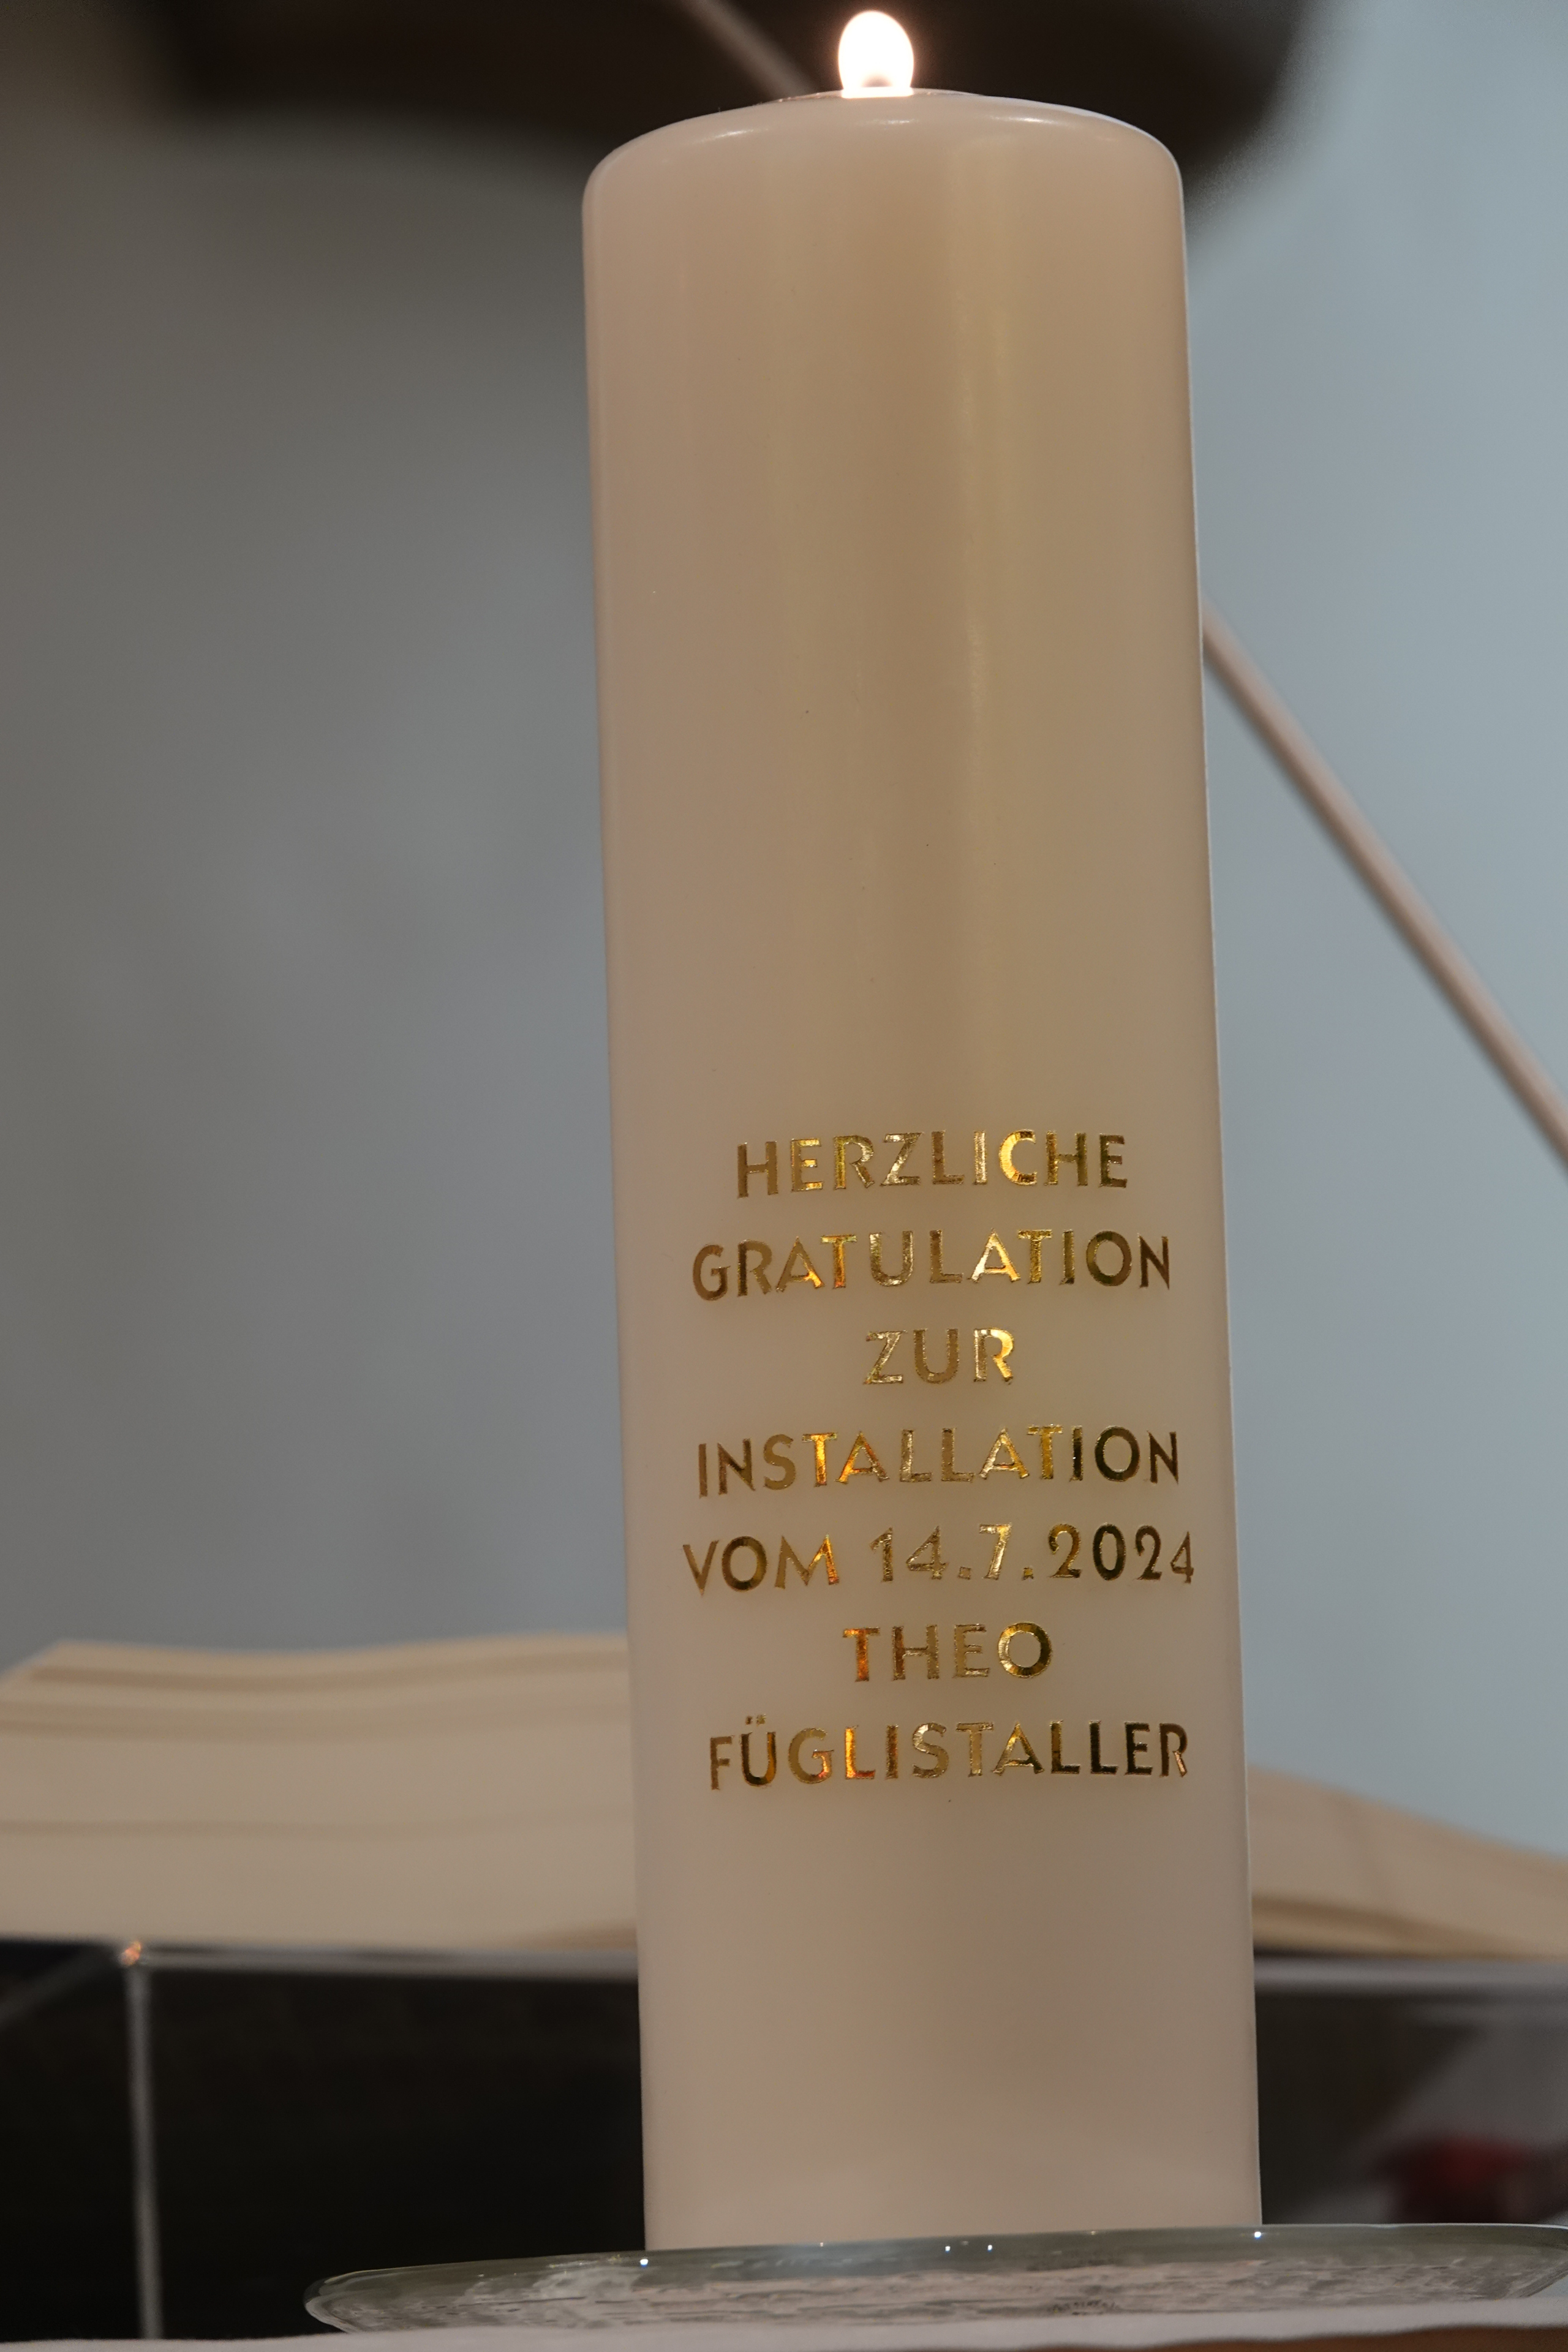 HERZLICHE
GRATULATION
ZUR
INSTALLATION
VOM 14.7.2024
THEO
FÜGLISTALLER